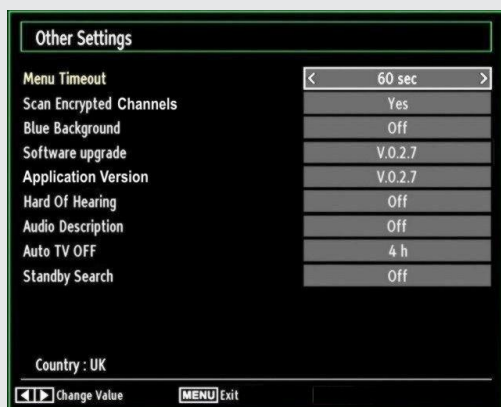 Other Settings
Menu Timeout < 60 sec >
Scan Encrypted Channels Yes
Blue Background Off
Software upgrade V.0.2.7
Application Version V.0.2.7
Hard Of Hearing Off
Audio Description Off
Auto TV OFF 4 h
Standby Search Off
Country : UK
Change Value MENU Exit